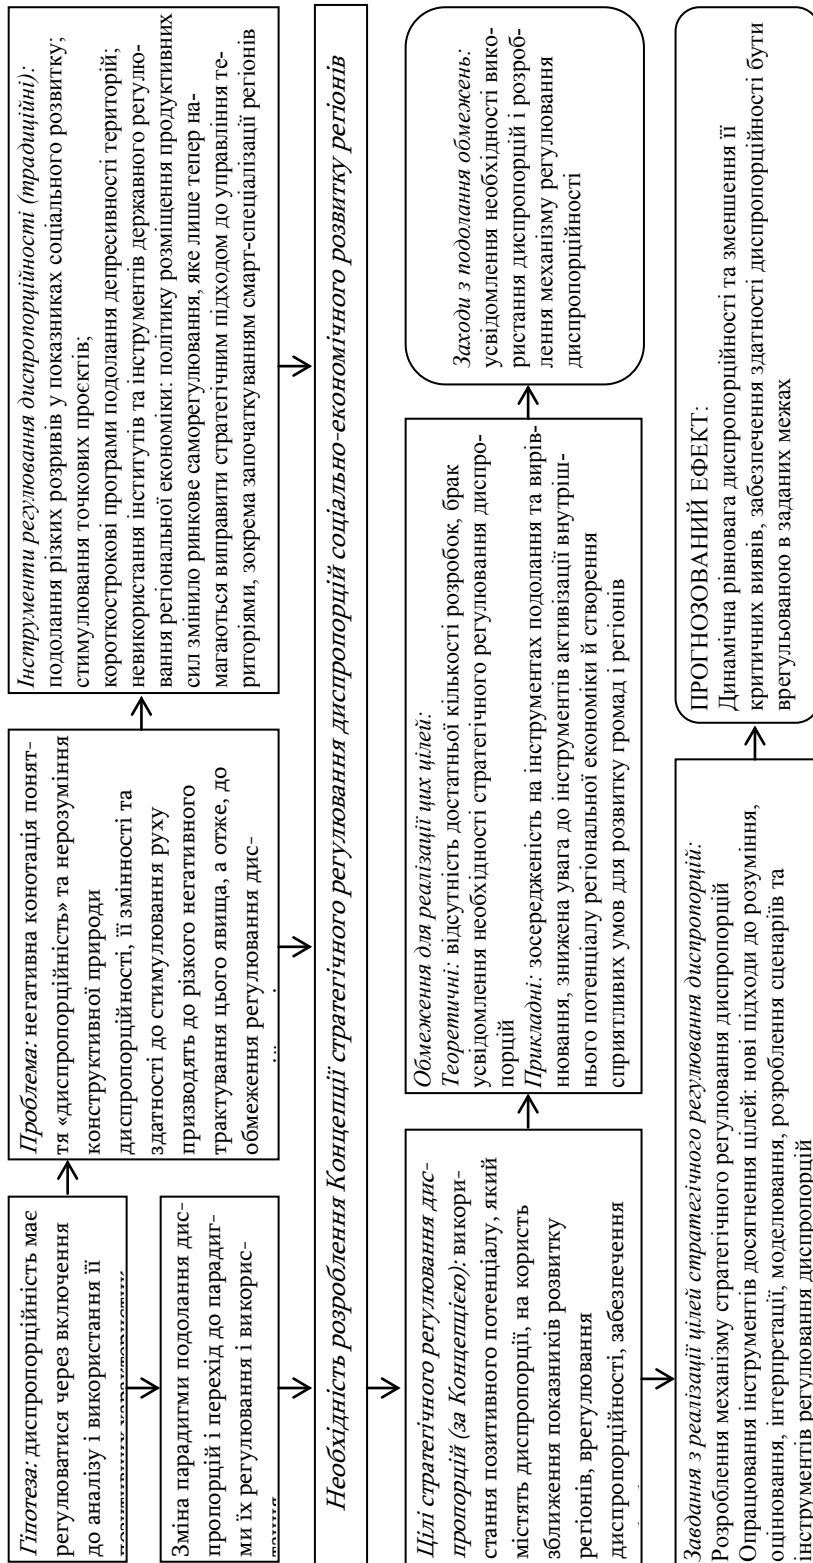 Гіпотеза: диспропорційність має
регулюватися через включення
до аналізу і використання її
Зміна парадигми подолання дис-
пропорцій і перехід до парадиг-
ми їх регулювання і викорис-
Проблема: негативна конотація понят-
тя «диспропорційність» та нерозуміння
конструктивної природи
диспропорційності, її змінності та
здатності до стимулювання руху
призводять до різкого негативного
трактування цього явища, а отже, до
обмеження регулювання дис-
Інструменти регулювання диспропорційності (традиційні):
подолання різких розривів у показниках соціального розвитку;
стимулювання точкових проєктів;
короткострокові програми подолання депресивності територій;
невикористання інститутів та інструментів державного регулю-
вання регіональної економіки: політику розміщення продуктивних
сил змінило ринкове саморегулювання, яке лише тепер на-
магаються виправити стратегічним підходом до управління те-
риторіями, зокрема започаткуванням смарт-спеціалізації регіонів
Необхідність розроблення Концепції стратегічного регулювання диспропорцій соціально-економічного розвитку регіонів
Цілі стратегічного регулювання дис-
пропорцій (за Концепцією): викори-
стання позитивного потенціалу, який
містять диспропорції, на користь
зближення показників розвитку
регіонів, врегулювання
диспропорційності, забезпечення
Обмеження для реалізації цих цілей:
Теоретичні: відсутність достатньої кількості розробок, брак
усвідомлення необхідності стратегічного регулювання диспро-
порцій
Прикладні: зосередженість на інструментах подолання та вирів-
нювання, знижена увага до інструментів активізації внутріш-
нього потенціалу регіональної економіки й створення
сприятливих умов для розвитку громад і регіонів
Заходи з подолання обмежень:
усвідомлення необхідності вико-
ристання диспропорцій і розроб-
лення механізму регулювання
диспропорційності
Завдання з реалізації цілей стратегічного регулювання диспропорцій:
Розроблення механізму стратегічного регулювання диспропорцій
Опрацювання інструментів досягнення цілей: нові підходи до розуміння,
оцінювання, інтерпретації, моделювання, розроблення сценаріїв та
інструментів регулювання диспропорцій
ПРОГНОЗОВАНИЙ ЕФЕКТ:
Динамічна рівновага диспропорційності та зменшення її
критичних виявів, забезпечення здатності диспропорційності бути
врегульованою в заданих межах